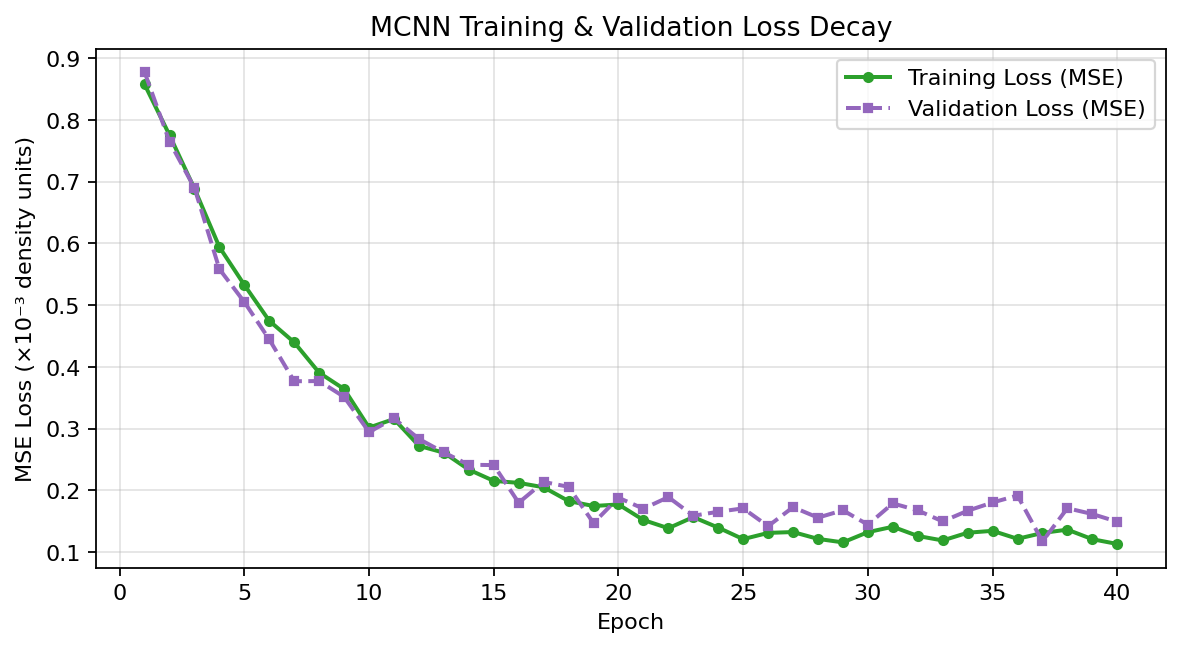 MCNN Training & Validation Loss Decay
Training Loss (MSE)
Validation Loss (MSE)
MSE Loss (×10⁻³ density units)
0.9
0.8
0.7
0.6
0.5
0.4
0.3
0.2
0.1
0 5 10 15 20 25 30 35 40
Epoch